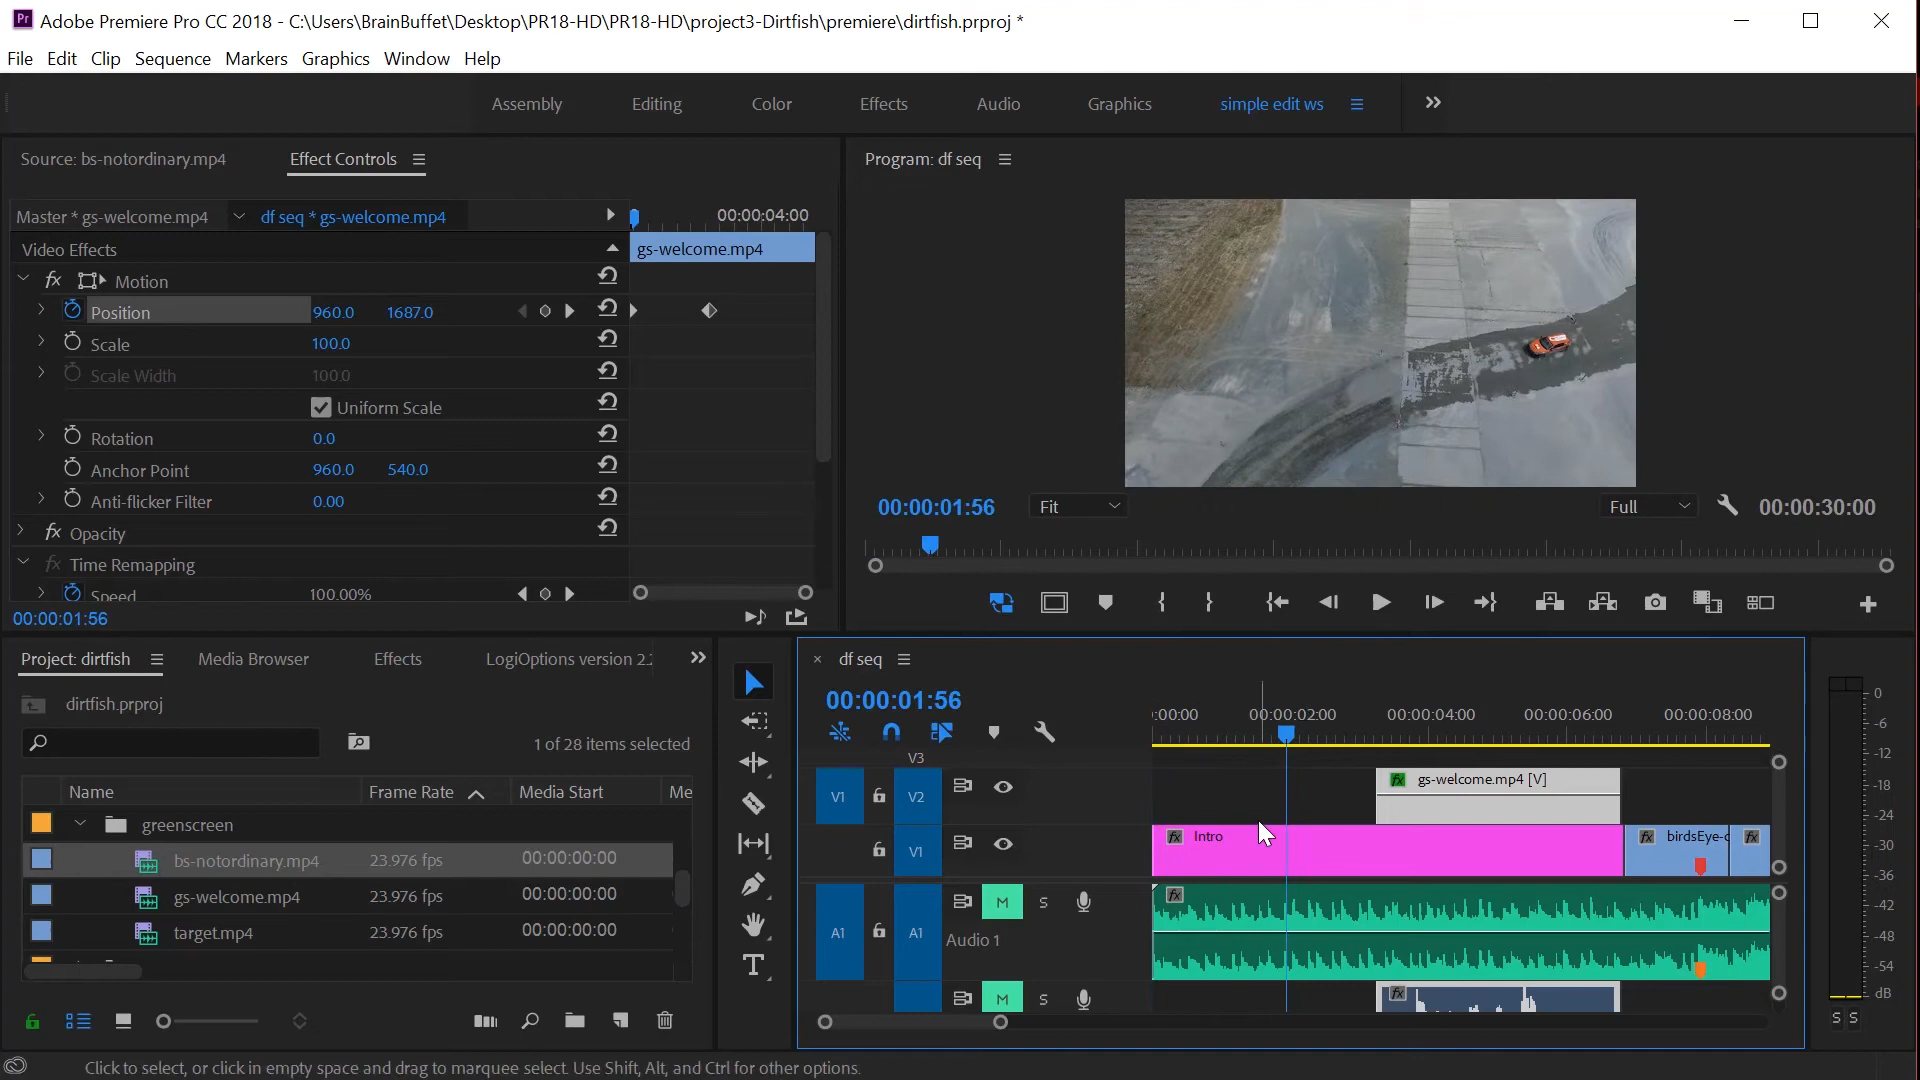 Pr Adobe Premiere Pro CC 2018 - C:\Users\BrainBuffet\Desktop\PR18-HD\PR18-HD\project3-Dirtfish\premiere\dirtfish.prproj *
File Edit Clip Sequence Markers Graphics Window Help
Assembly Editing Color Effects Audio Graphics simple edit ws
Source: bs-notordinary.mp4 Effect Controls
Program: df seq
Master * gs-welcome.mp4 df seq * gs-welcome.mp4 00:00:04:00
Video Effects gs-welcome.mp4
fx Motion
Position 960.0 1687.0
Scale 100.0
Scale Width 100.0
Uniform Scale
Rotation 0.0
Anchor Point 960.0 540.0
Anti-flicker Filter 0.00
fx Opacity
fx Time Remapping
Speed 100.00%
00:00:01:56
00:00:01:56 Fit Full 00:00:30:00
Project: dirtfish Media Browser Effects LogiOptions version 2.
dirtfish.prproj
1 of 28 items selected
Name Frame Rate Media Start Me
greenscreen
bs-notordinary.mp4 23.976 fps 00:00:00:00
gs-welcome.mp4 23.976 fps 00:00:00:00
target.mp4 23.976 fps 00:00:00:00
df seq
00:00:01:56
:00:00 00:00:02:00 00:00:04:00 00:00:06:00 00:00:08:00
V3
V1 V2 fx gs-welcome.mp4 [V]
V1 fx Intro fx birdsEye- fx
A1 A1 M S fx
Audio 1
M S fx
0
-6
-12
-18
-24
-30
-36
-42
-48
-54
dB
S S
Click to select, or click in empty space and drag to marquee select. Use Shift, Alt, and Ctrl for other options.